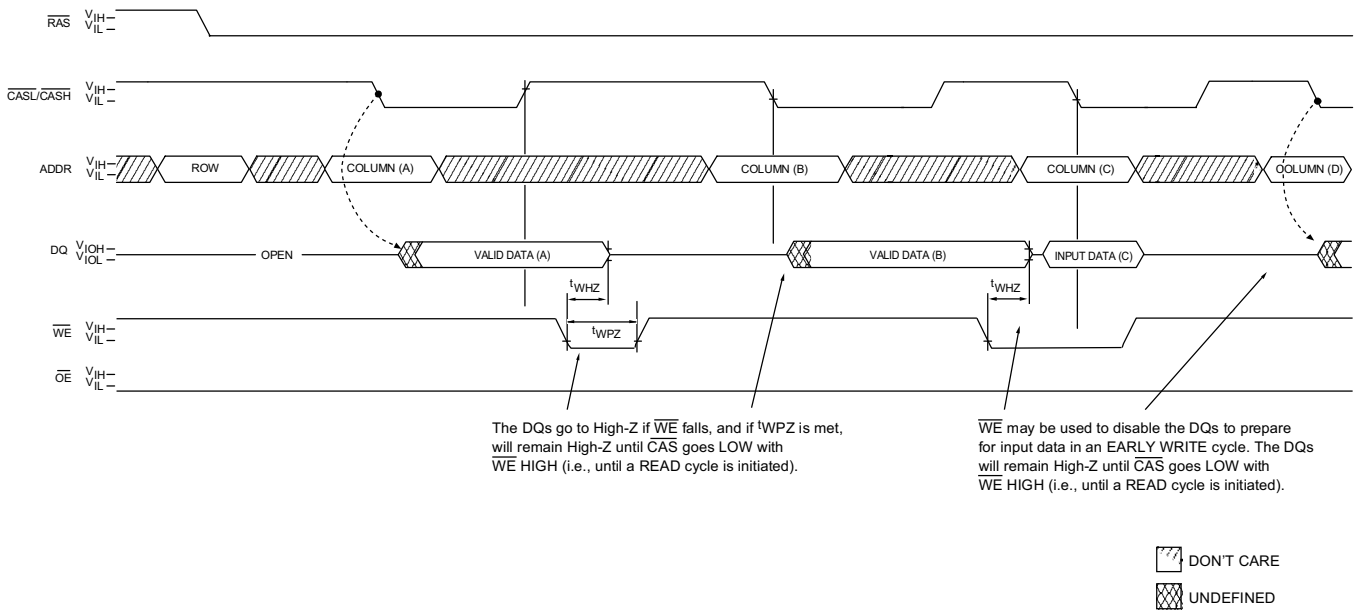 RAS VIH VIL
CASL/CASH VIH VIL
ADDR VIH VIL ROW COLUMN (A) COLUMN (B) COLUMN (C) OOLUMN (D)
DQ VIOH VIOL OPEN VALID DATA (A) VALID DATA (B) INPUT DATA (C)
tWHZ tWHZ
WE VIH VIL tWPZ
OE VIH VIL
The DQs go to High-Z if WE falls, and if tWPZ is met,
will remain High-Z until CAS goes LOW with
WE HIGH (i.e., until a READ cycle is initiated).
WE may be used to disable the DQs to prepare
for input data in an EARLY WRITE cycle. The DQs
will remain High-Z until CAS goes LOW with
WE HIGH (i.e., until a READ cycle is initiated).
DON'T CARE
UNDEFINED